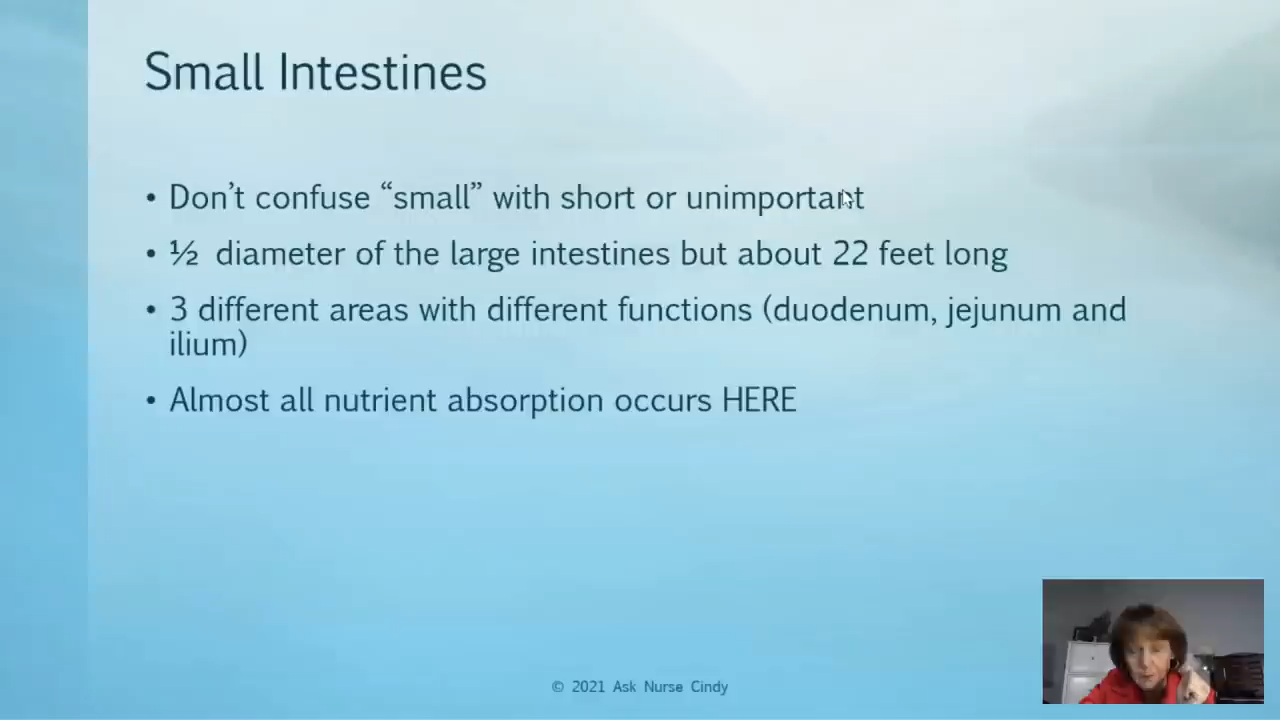 Small Intestines
• Don’t confuse “small” with short or unimportant
• ½ diameter of the large intestines but about 22 feet long
• 3 different areas with different functions (duodenum, jejunum and
ilium)
• Almost all nutrient absorption occurs HERE
© 2021 Ask Nurse Cindy